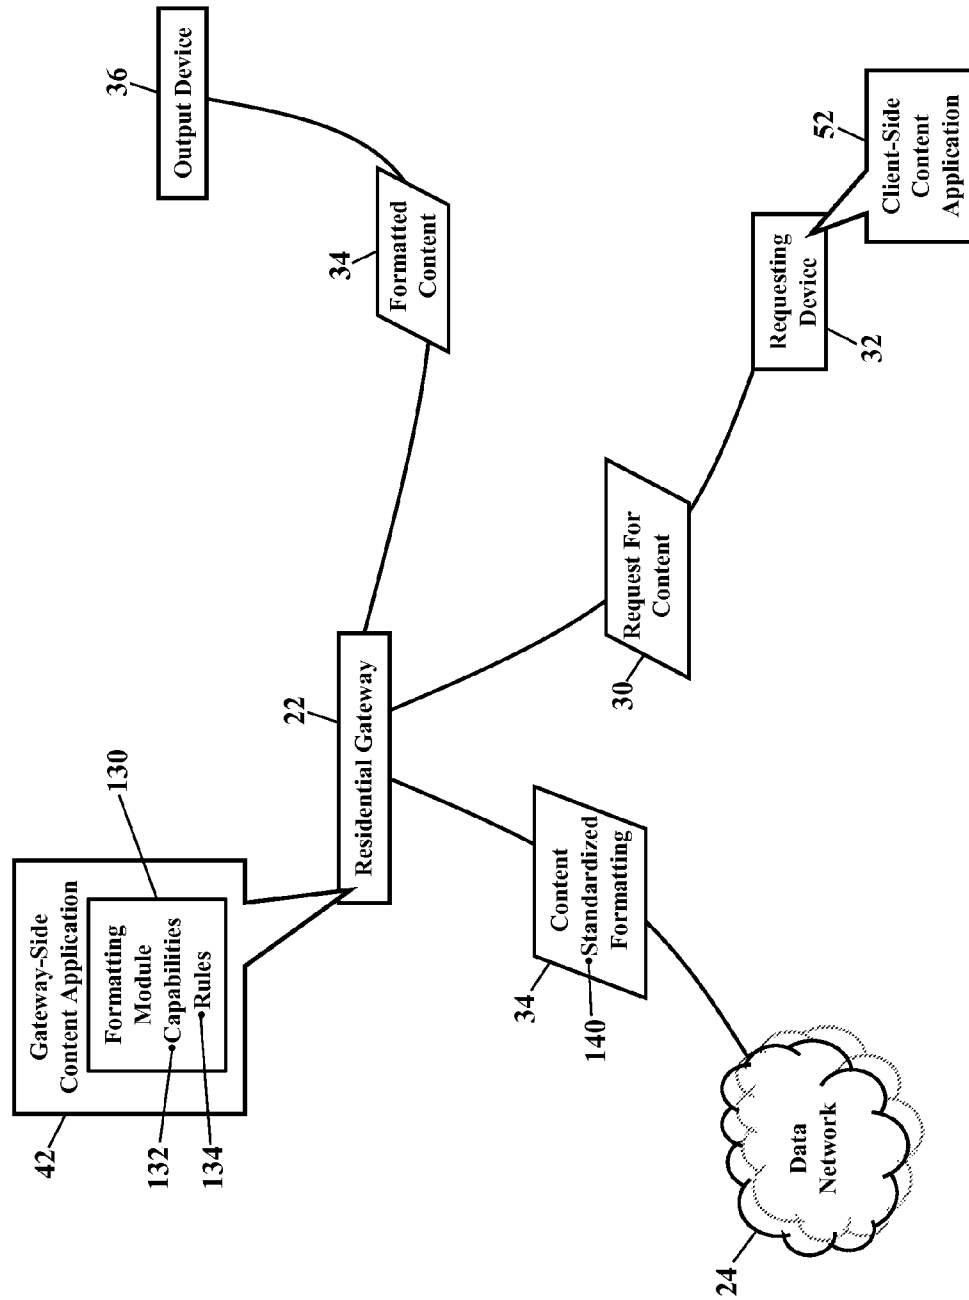 42
Gateway-Side
Content Application
Formatting
Module
•Capabilities
•Rules
130
132
134
22
Residential Gateway
36
Output Device
34
Formatted
Content
34
Content
•Standardized
Formatting
140
30
Request For
Content
32
Requesting
Device
52
Client-Side
Content
Application
24
Data
Network